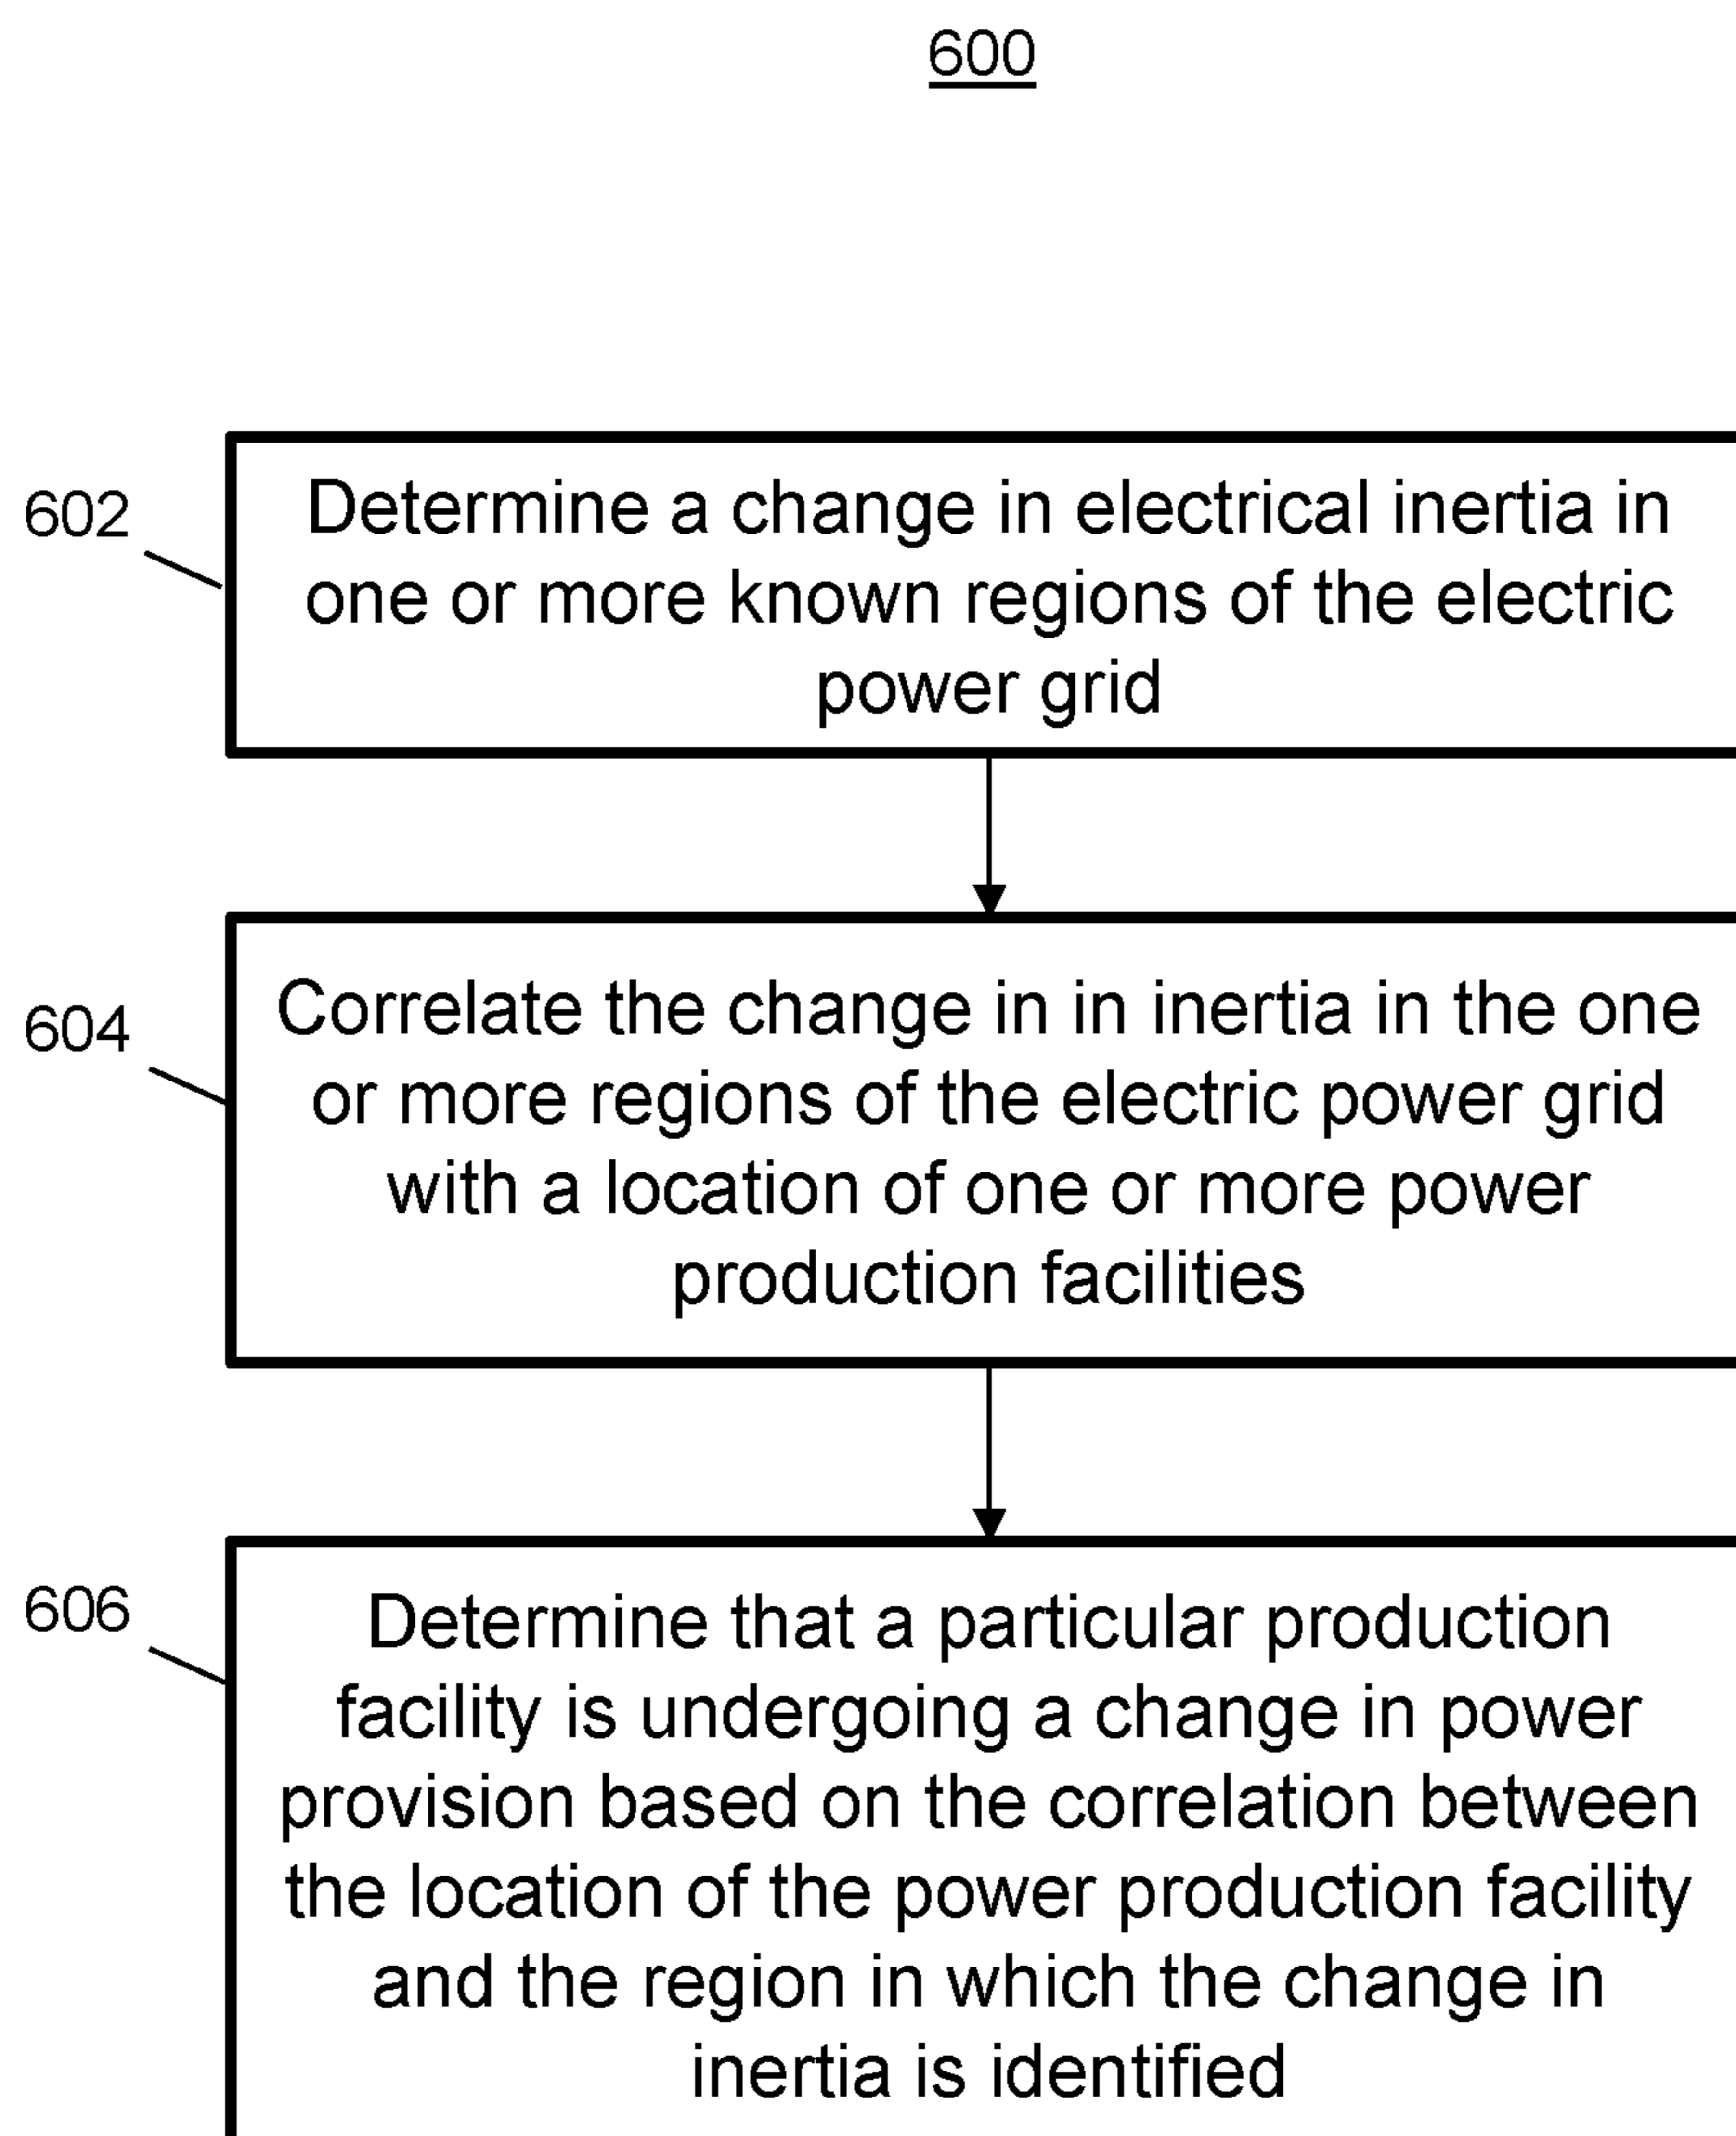 600
602
Determine a change in electrical inertia in
one or more known regions of the electric
power grid
604
Correlate the change in in inertia in the one
or more regions of the electric power grid
with a location of one or more power
production facilities
606
Determine that a particular production
facility is undergoing a change in power
provision based on the correlation between
the location of the power production facility
and the region in which the change in
inertia is identified